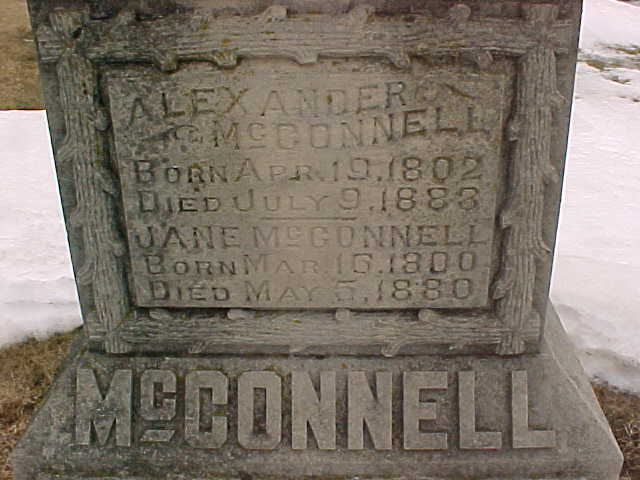 ALEXANDER
MCCONNELL
BORN APR. 19, 1802
DIED JULY 9, 1883
JANE MCCONNELL
BORN MAR. 15, 1800
DIED MAY 5, 1880
MCCONNELL